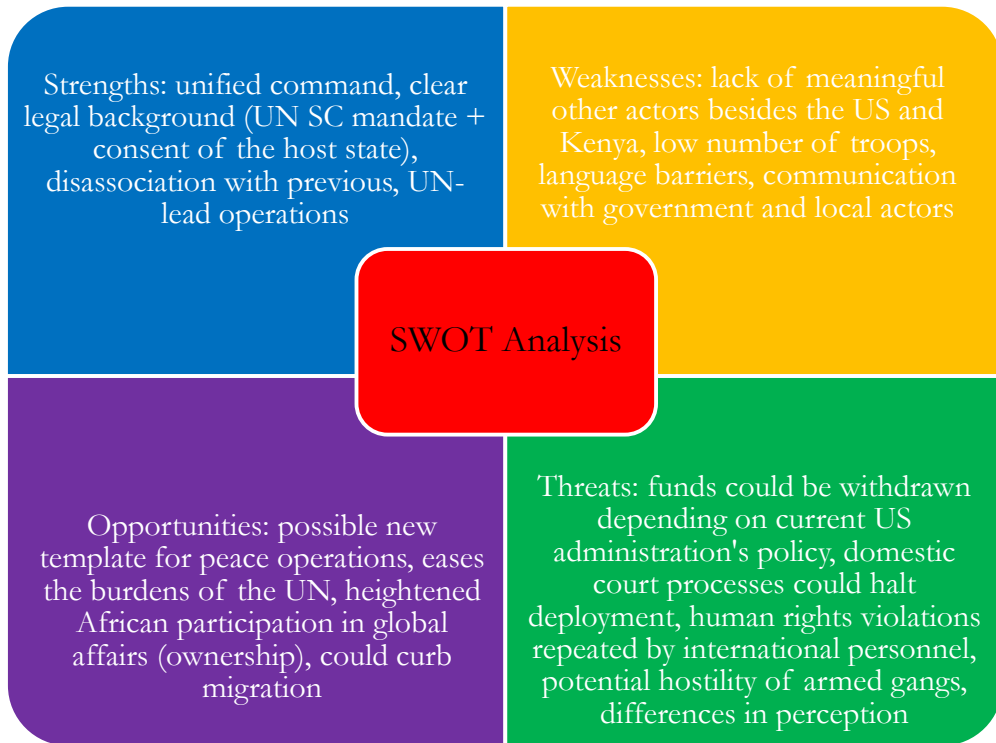 Strengths: unified command, clear
legal background (UN SC mandate +
consent of the host state),
disassociation with previous, UN-
lead operations
Weaknesses: lack of meaningful
other actors besides the US and
Kenya, low number of troops,
language barriers, communication
with government and local actors
SWOT Analysis
Opportunities: possible new
template for peace operations, eases
the burdens of the UN, heightened
African participation in global
affairs (ownership), could curb
migration
Threats: funds could be withdrawn
depending on current US
administration's policy, domestic
court processes could halt
deployment, human rights violations
repeated by international personnel,
potential hostility of armed gangs,
differences in perception